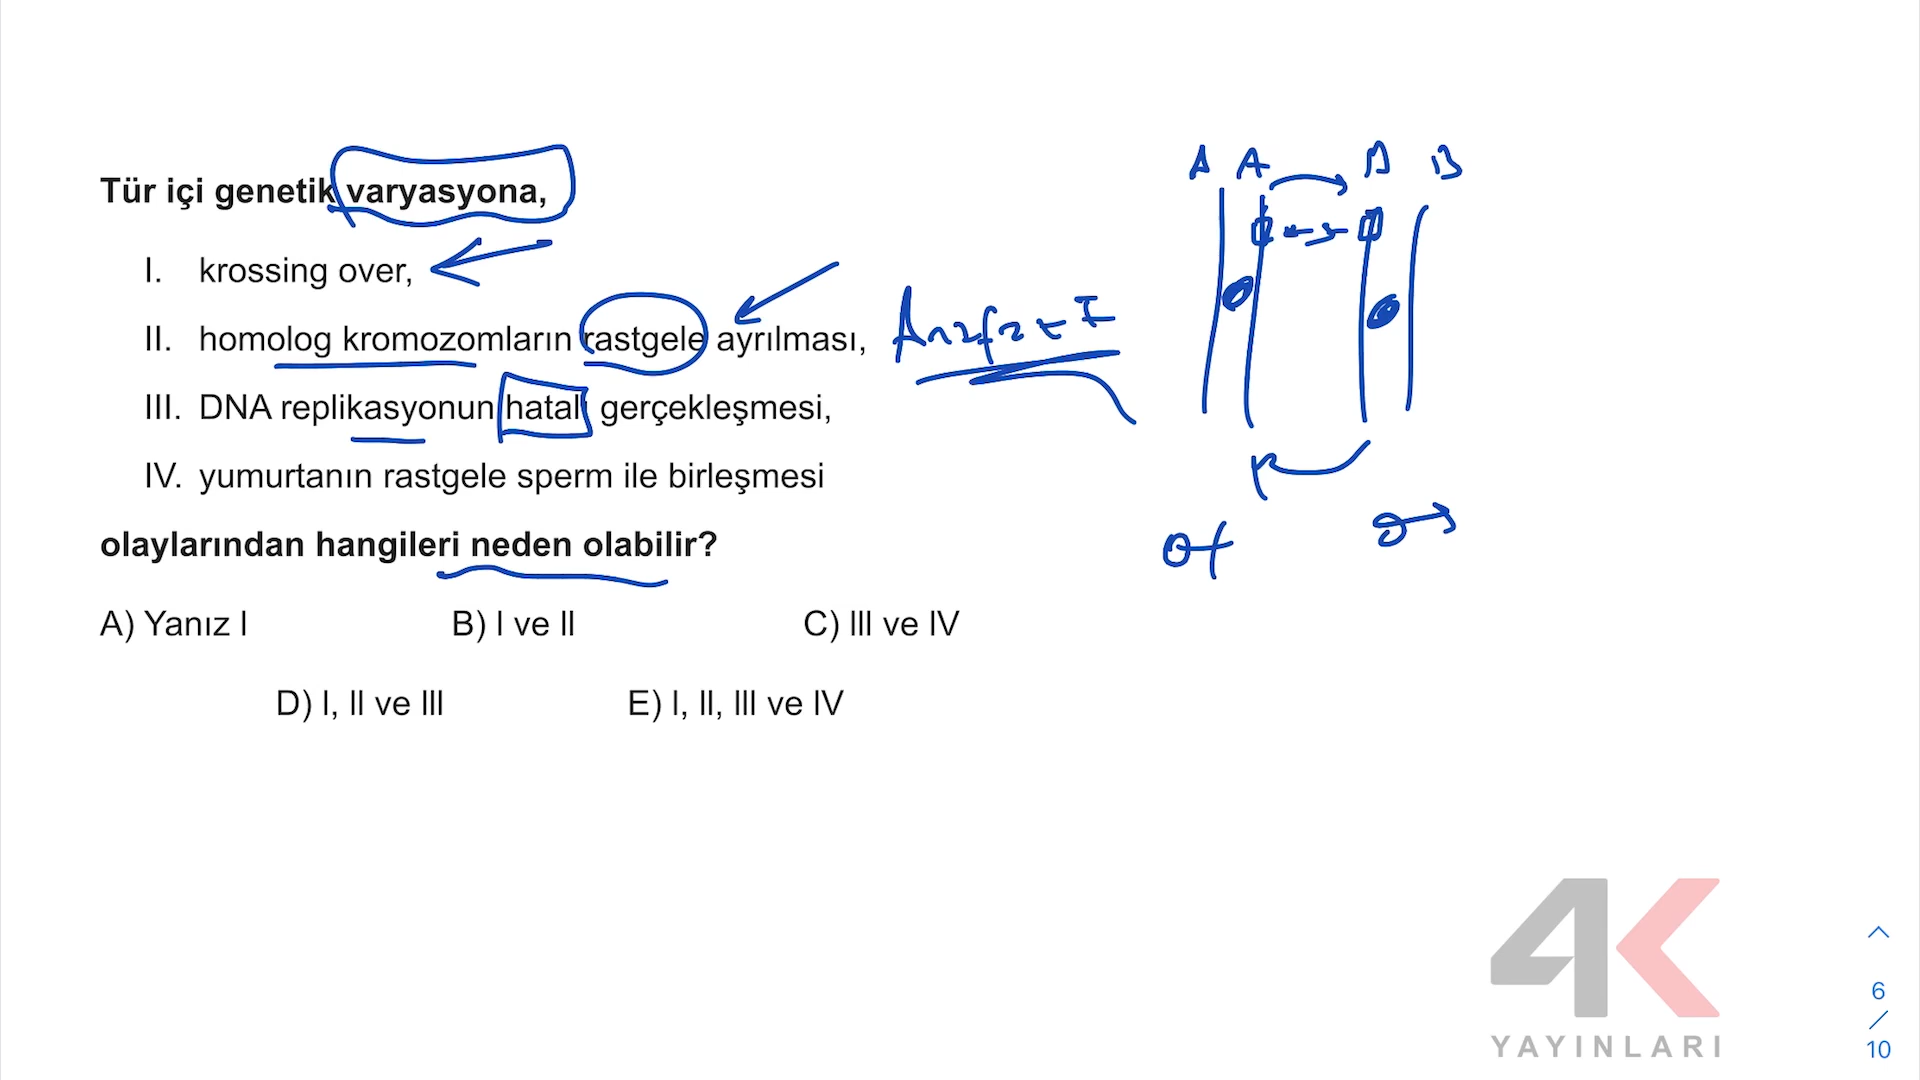 Tür içi genetik varyasyona,
I. krossing over,
II. homolog kromozomların rastgele ayrılması,
III. DNA replikasyonun hatalı gerçekleşmesi,
IV. yumurtanın rastgele sperm ile birleşmesi
olaylarından hangileri neden olabilir?
A) Yanız I B) I ve II C) III ve IV
D) I, II ve III E) I, II, III ve IV
A A B B
Anafaz I
4K
YAYINLARI
6
/
10